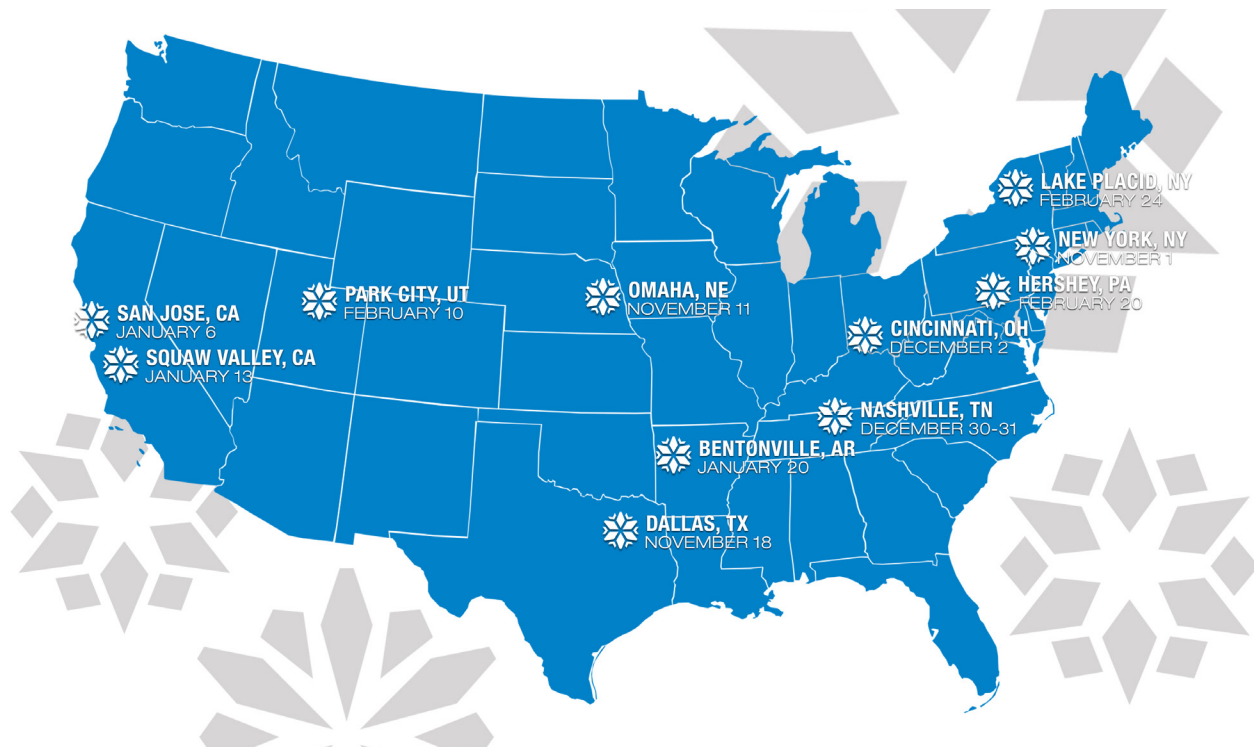 LAKE PLACID, NY
FEBRUARY 24
NEW YORK, NY
NOVEMBER 1
HERSHEY, PA
FEBRUARY 20
PARK CITY, UT
FEBRUARY 10
OMAHA, NE
NOVEMBER 11
SAN JOSE, CA
JANUARY 6
CINCINNATI, OH
DECEMBER 2
SQUAW VALLEY, CA
JANUARY 13
NASHVILLE, TN
DECEMBER 30-31
BENTONVILLE, AR
JANUARY 20
DALLAS, TX
NOVEMBER 18